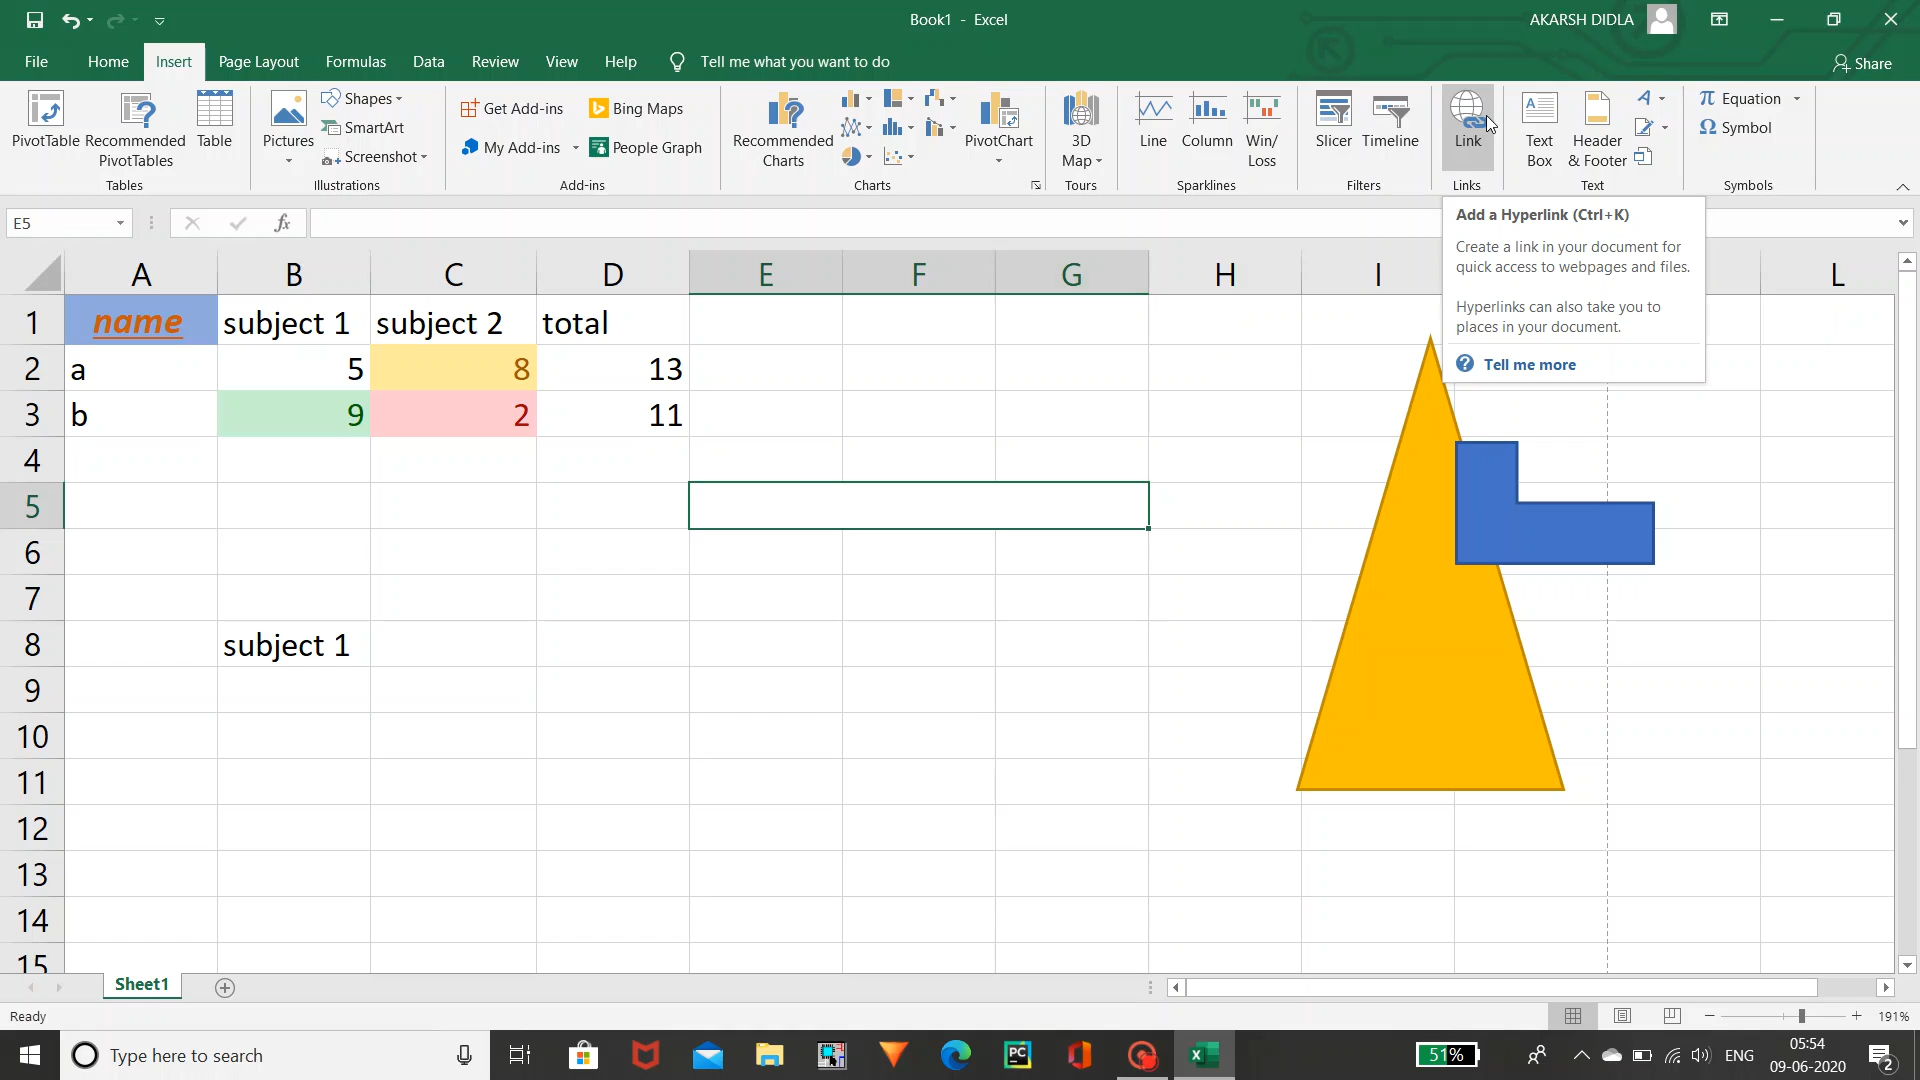 Book1 - Excel
AKARSH DIDLA
File Home Insert Page Layout Formulas Data Review View Help Tell me what you want to do
Share
PivotTable
Recommended
PivotTables
Table
Tables
Pictures
Shapes
SmartArt
Screenshot
Illustrations
Get Add-ins
My Add-ins
Bing Maps
People Graph
Add-ins
Recommended
Charts
PivotChart
Charts
3D
Map
Tours
Line
Column
Win/
Loss
Sparklines
Slicer
Timeline
Filters
Link
Links
Text
Box
Header
& Footer
Text
π Equation
Ω Symbol
Symbols
E5
fx
Add a Hyperlink (Ctrl+K)
Create a link in your document for
quick access to webpages and files.
Hyperlinks can also take you to
places in your document.
? Tell me more
A B C D E F G H I L
1 name subject 1 subject 2 total
2 a 5 8 13
3 b 9 2 11
4
5
6
7
8 subject 1
9
10
11
12
13
14
15
Sheet1
Ready
191%
Type here to search
PC
51%
ENG
05:54
09-06-2020
2